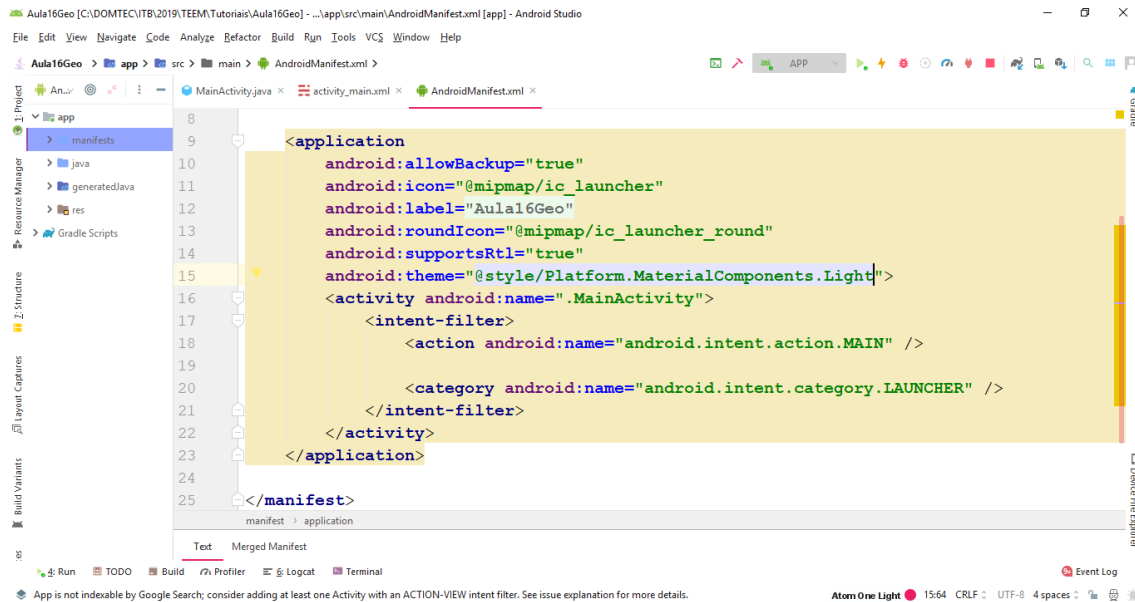 Aula16Geo [C:\DOMTEC\ITB\2019\TEEM\Tutoriais\Aula16Geo] - ...\app\src\main\AndroidManifest.xml [app] - Android Studio
File Edit View Navigate Code Analyze Refactor Build Run Tools VCS Window Help
Aula16Geo app src main AndroidManifest.xml APP
1: Project An... MainActivity.java activity_main.xml AndroidManifest.xml Gradle
app 8
manifests 9 <application
java 10 android:allowBackup="true"
generatedJava 11 android:icon="@mipmap/ic_launcher"
res 12 android:label="Aula16Geo"
Gradle Scripts 13 android:roundIcon="@mipmap/ic_launcher_round"
Resource Manager 14 android:supportsRtl="true"
15 android:theme="@style/Platform.MaterialComponents.Light">
Z: Structure 16 <activity android:name=".MainActivity">
17 <intent-filter>
18 <action android:name="android.intent.action.MAIN" />
19
Layout Captures 20 <category android:name="android.intent.category.LAUNCHER" />
21 </intent-filter>
22 </activity>
23 </application>
Build Variants 24
25 </manifest>
Device File Explorer
manifest application
Text Merged Manifest
4: Run TODO Build Profiler 6: Logcat Terminal 9+ Event Log
App is not indexable by Google Search; consider adding at least one Activity with an ACTION-VIEW intent filter. See issue explanation for more details. Atom One Light 15:64 CRLF UTF-8 4 spaces